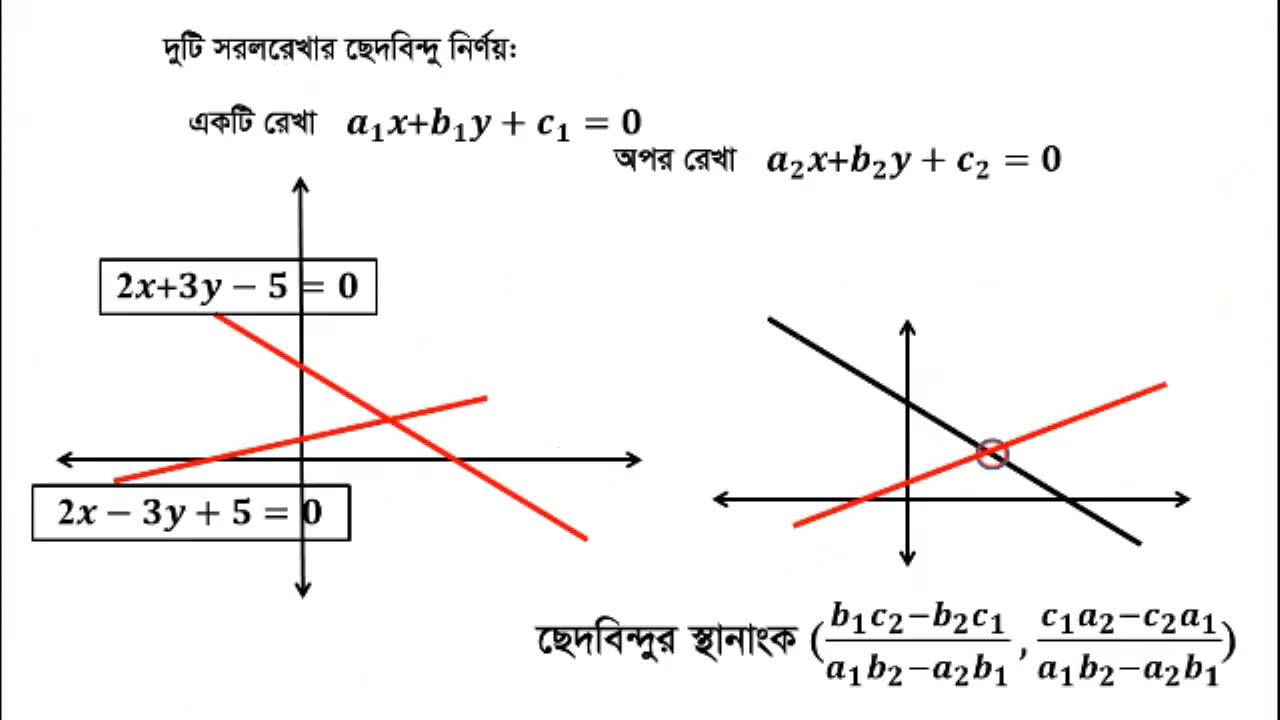 দুটি সরলরেখার ছেদবিন্দু নির্ণয়ঃ
একটি রেখা a₁x+b₁y + c₁ = 0
অপর রেখা a₂x+b₂y + c₂ = 0
2x+3y − 5 = 0
2x − 3y + 5 = 0
ছেদবিন্দুর স্থানাংক (b₁c₂−b₂c₁/a₁b₂−a₂b₁, c₁a₂−c₂a₁/a₁b₂−a₂b₁)